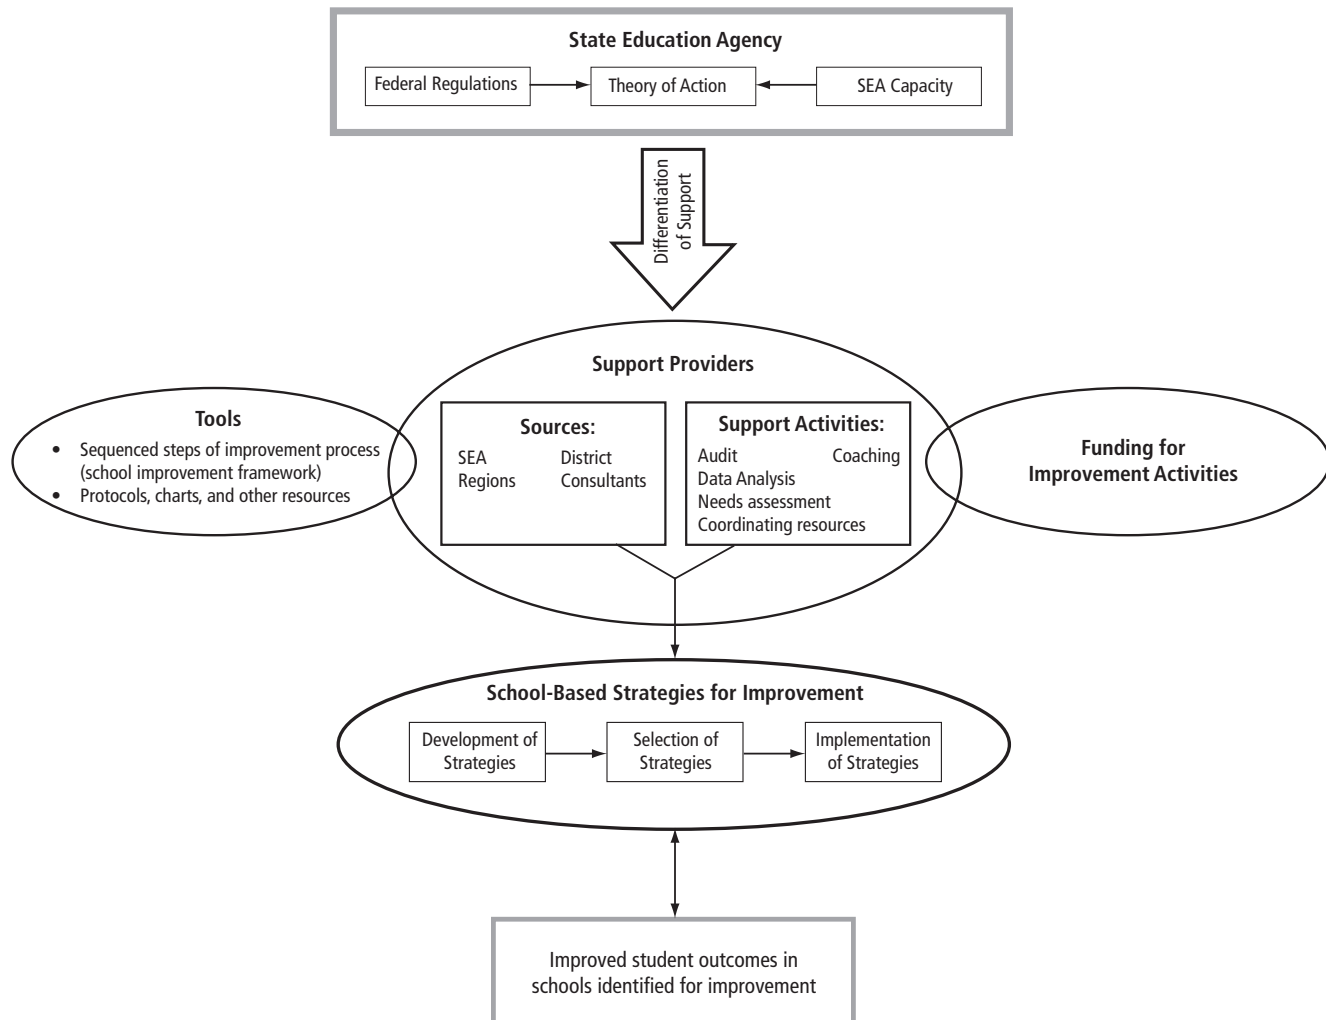 State Education Agency
Federal Regulations
Theory of Action
SEA Capacity
Differentiation
of Support
Support Providers
Tools
• Sequenced steps of improvement process
(school improvement framework)
• Protocols, charts, and other resources
Sources:
SEA District
Regions Consultants
Support Activities:
Audit Coaching
Data Analysis
Needs assessment
Coordinating resources
Funding for
Improvement Activities
School-Based Strategies for Improvement
Development of
Strategies
Selection of
Strategies
Implementation
of Strategies
Improved student outcomes in
schools identified for improvement